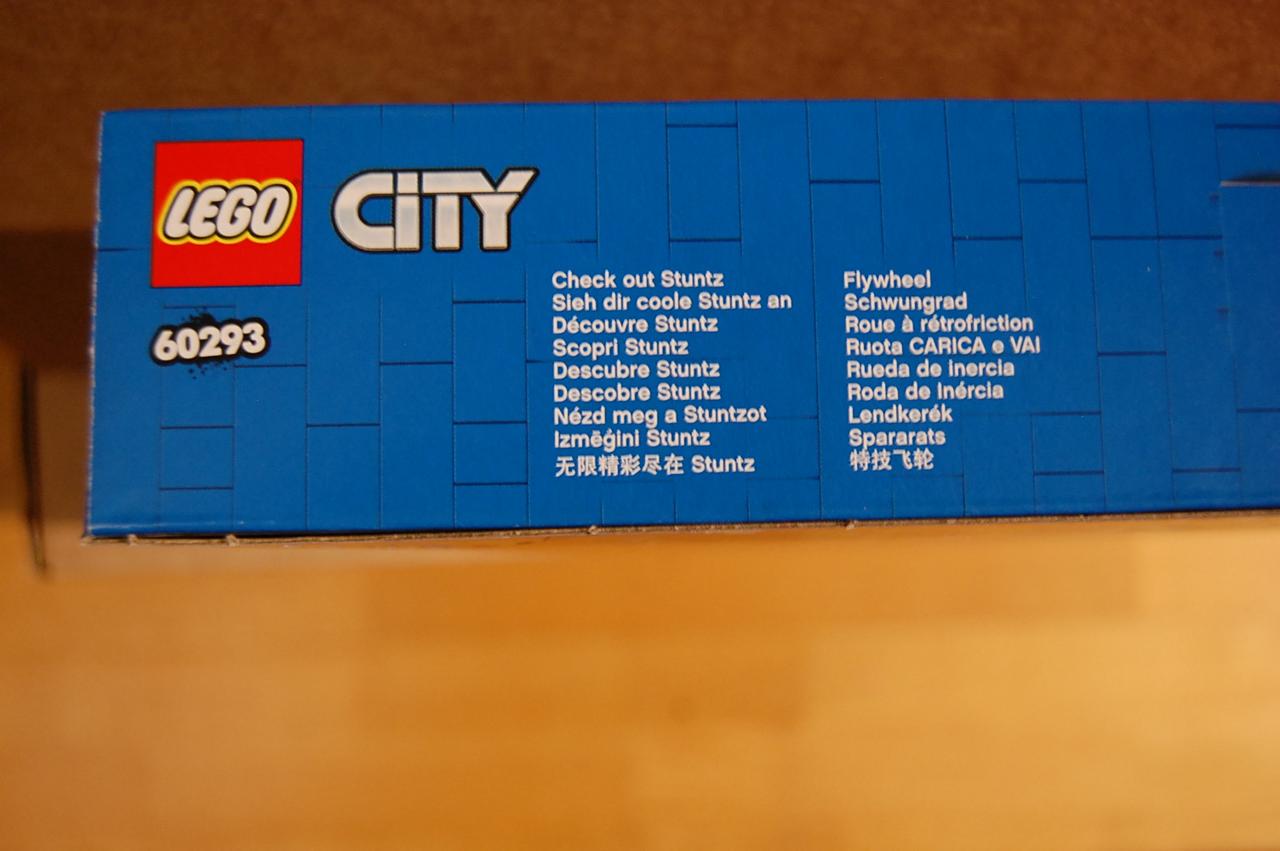 LEGO CITY
60293
Check out Stuntz
Sieh dir coole Stuntz an
Découvre Stuntz
Scopri Stuntz
Descubre Stuntz
Descobre Stuntz
Nézd meg a Stuntzot
Izmēģini Stuntz
无限精彩尽在 Stuntz
Flywheel
Schwungrad
Roue à rétrofriction
Ruota CARICA e VAI
Rueda de inercia
Roda de Inércia
Lendkerék
Spararats
特技飞轮